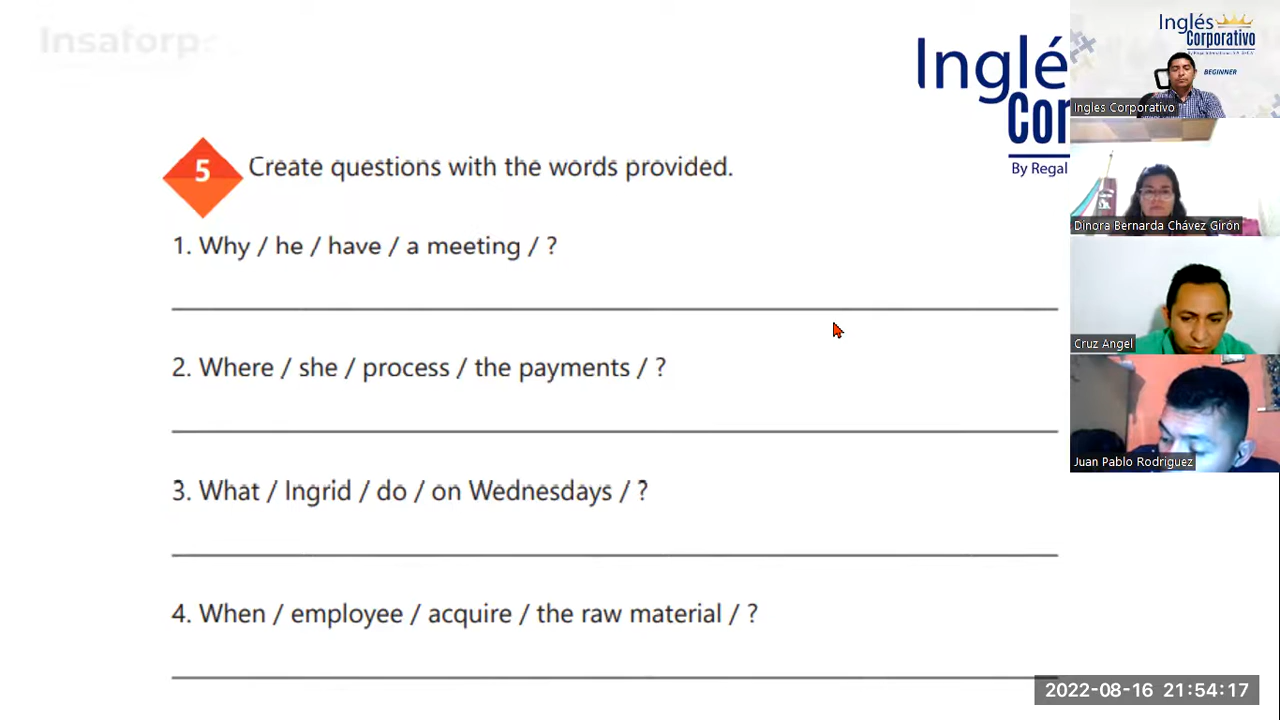 Insaforp
Inglé
Cor
By Regal
5
Create questions with the words provided.
1. Why / he / have / a meeting / ?
2. Where / she / process / the payments / ?
3. What / Ingrid / do / on Wednesdays / ?
4. When / employee / acquire / the raw material / ?
Inglés
Corporativo
BEGINNER
Ingles Corporativo
Dinora Bernarda Chávez Girón
Cruz Angel
Juan Pablo Rodriguez
2022-08-16 21:54:17